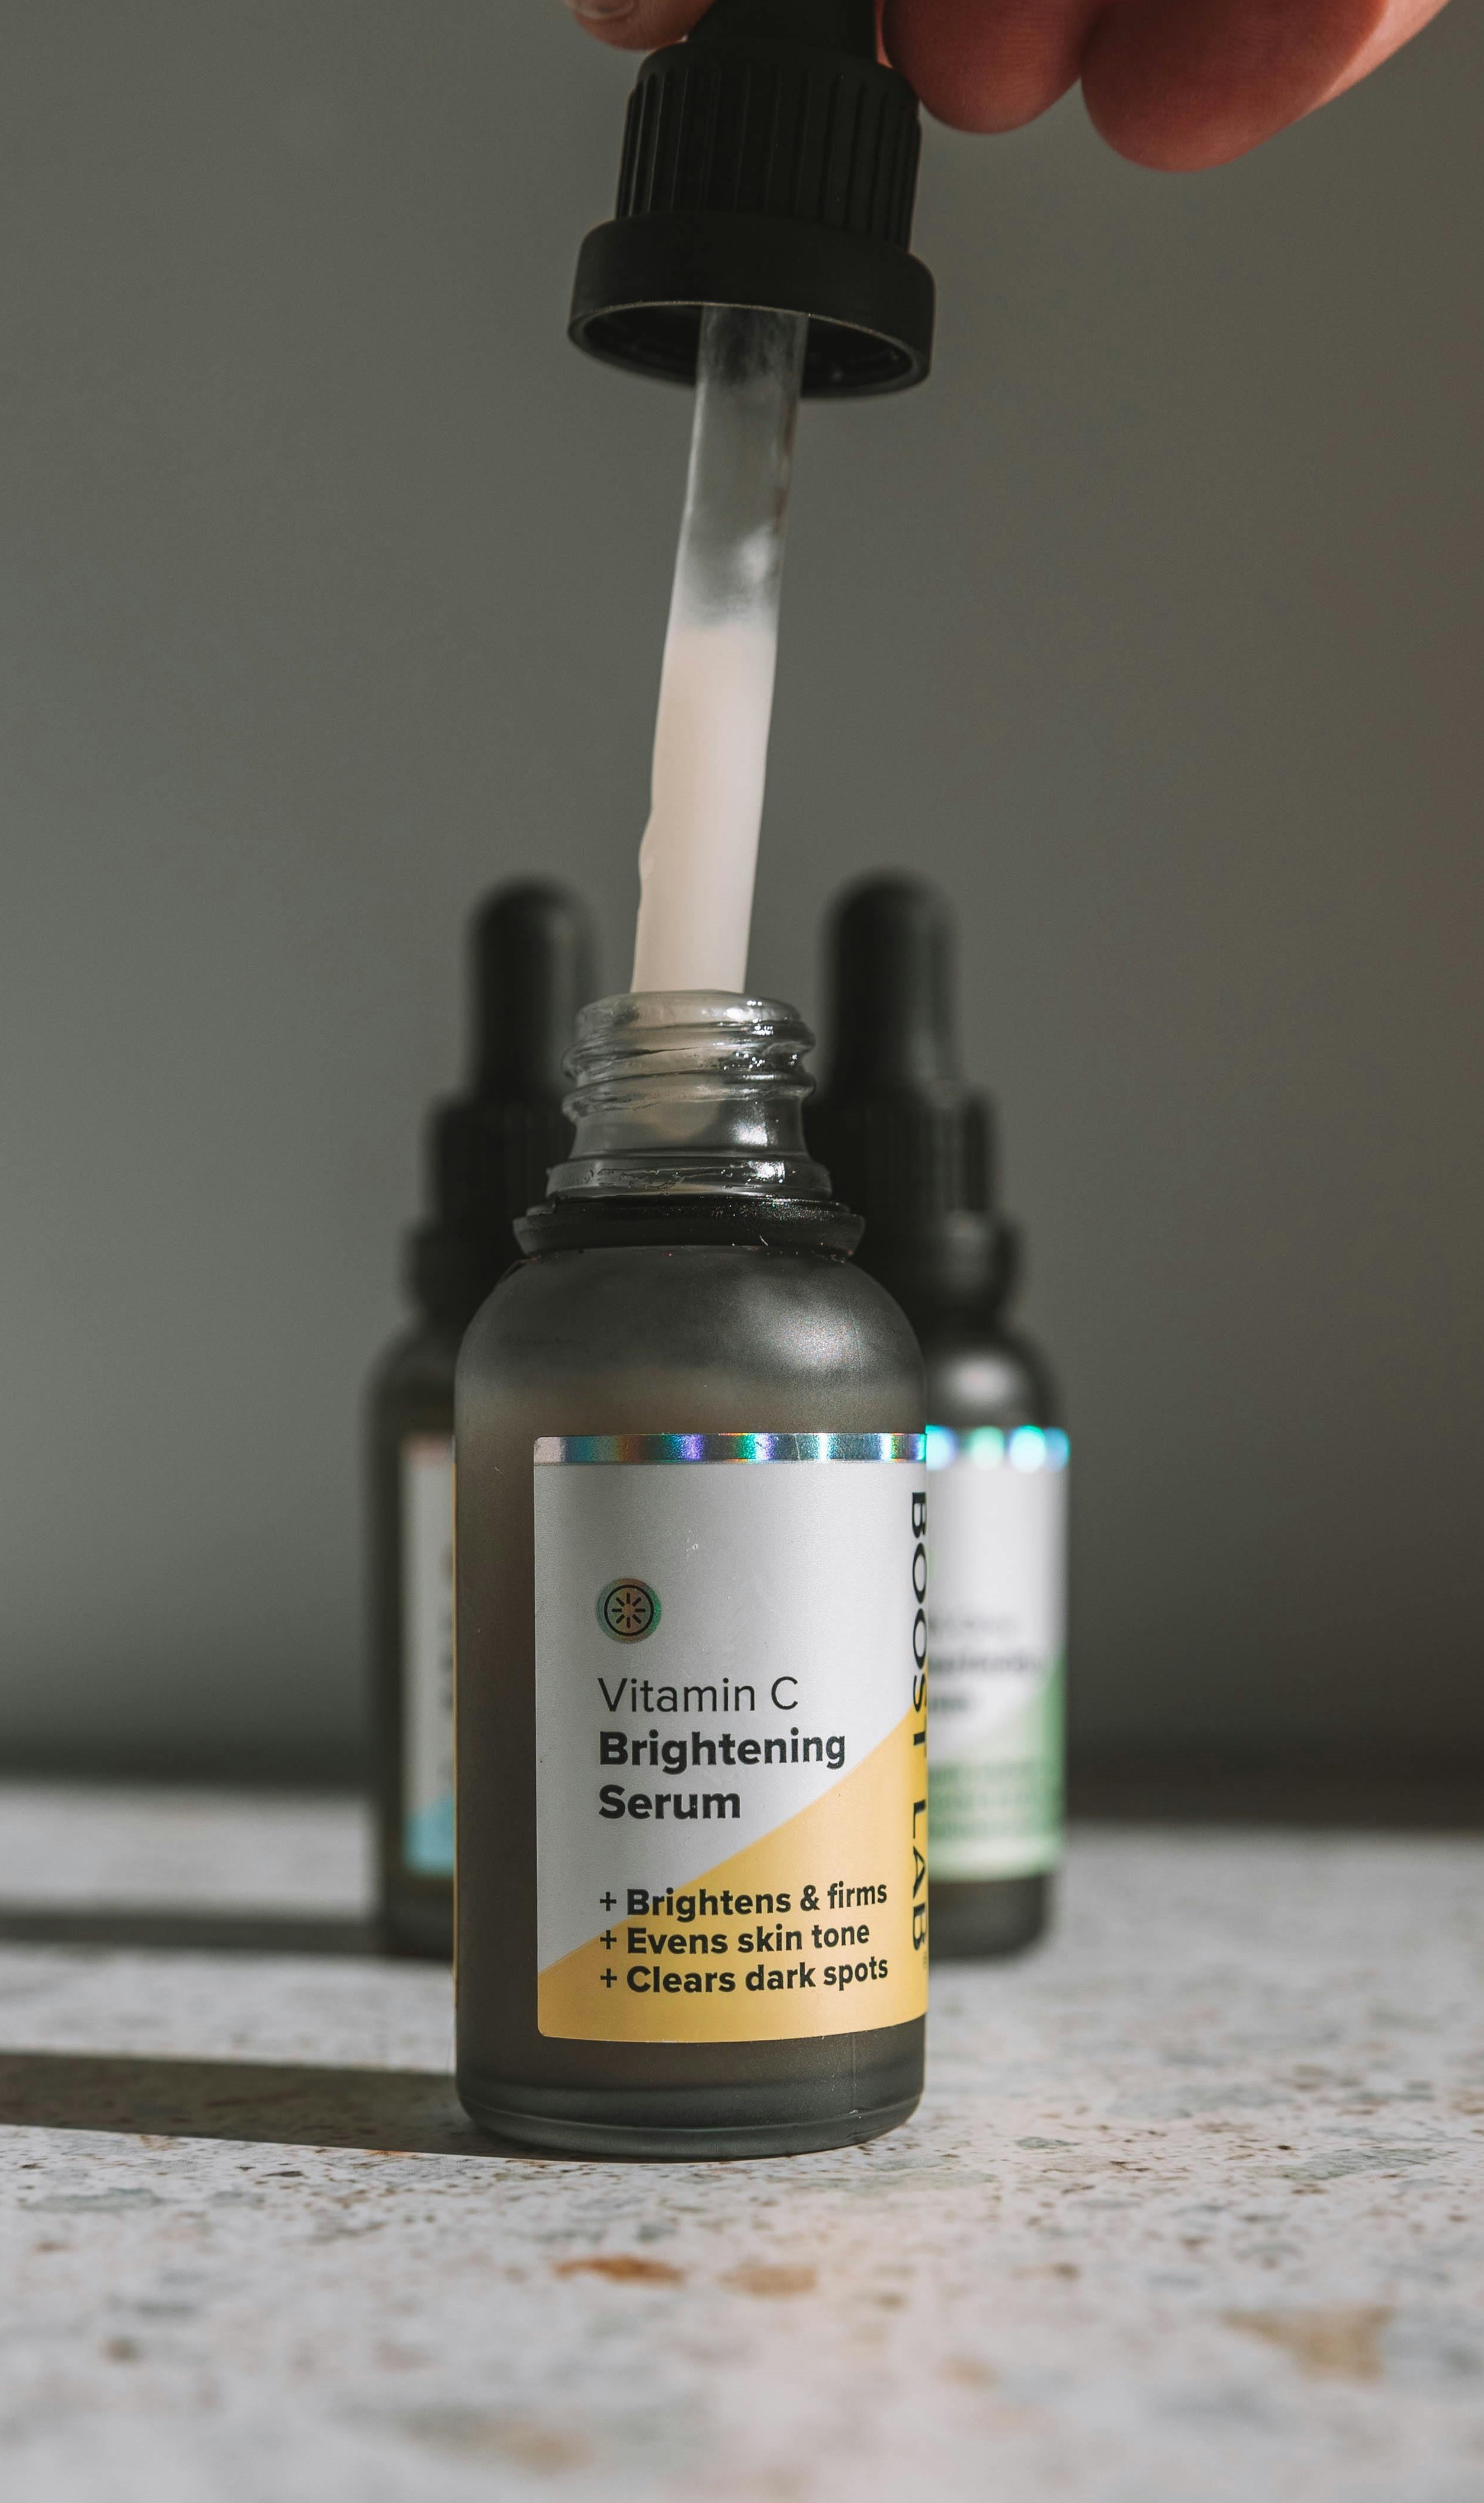 Vitamin C
Brightening
Serum
+ Brightens & firms
+ Evens skin tone
+ Clears dark spots
BOOST LAB